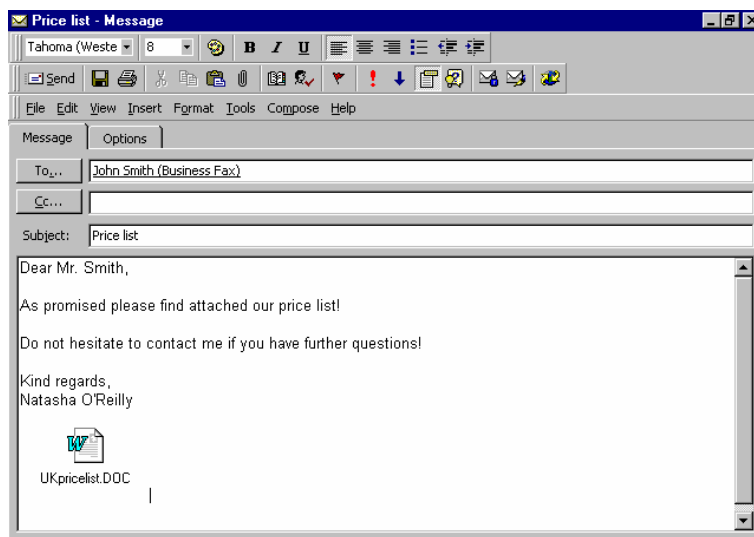 Price list - Message
Tahoma (Weste 8 B I U
Send
File Edit View Insert Format Tools Compose Help
Message Options
To... John Smith (Business Fax)
Cc...
Subject: Price list
Dear Mr. Smith,
As promised please find attached our price list!
Do not hesitate to contact me if you have further questions!
Kind regards,
Natasha O'Reilly
W
UKpricelist.DOC